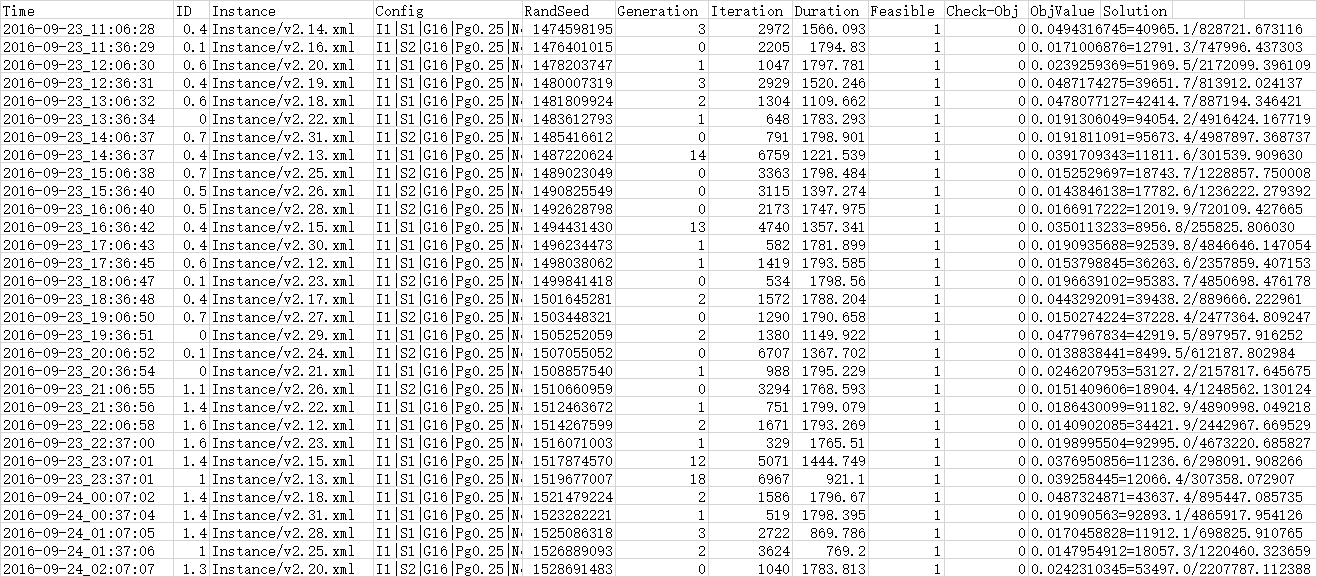 Time ID Instance Config RandSeed Generation Iteration Duration Feasible Check-Obj ObjValue Solution
2016-09-23_11:06:28 0.4 Instance/v2.14.xml I1|S1|G16|Pg0.25|N 1474598195 3 2972 1566.093 1 0 0.0494316745=40965.1/828721.673116
2016-09-23_11:36:29 0.1 Instance/v2.16.xml I1|S2|G16|Pg0.25|N 1476401015 0 2205 1794.83 1 0 0.0171006876=12791.3/747996.437303
2016-09-23_12:06:30 0.6 Instance/v2.20.xml I1|S1|G16|Pg0.25|N 1478203747 1 1047 1797.781 1 0 0.0239259369=51969.5/2172099.396109
2016-09-23_12:36:31 0.4 Instance/v2.19.xml I1|S1|G16|Pg0.25|N 1480007319 3 2929 1520.246 1 0 0.0487174275=39651.7/813912.024137
2016-09-23_13:06:32 0.6 Instance/v2.18.xml I1|S1|G16|Pg0.25|N 1481809924 2 1304 1109.662 1 0 0.0478077127=42414.7/887194.346421
2016-09-23_13:36:34 0 Instance/v2.22.xml I1|S1|G16|Pg0.25|N 1483612793 1 648 1783.293 1 0 0.0191306049=94054.2/4916424.167719
2016-09-23_14:06:37 0.7 Instance/v2.31.xml I1|S2|G16|Pg0.25|N 1485416612 0 791 1798.901 1 0 0.0191811091=95673.4/4987897.368737
2016-09-23_14:36:37 0.4 Instance/v2.13.xml I1|S1|G16|Pg0.25|N 1487220624 14 6759 1221.539 1 0 0.0391709343=11811.6/301539.909630
2016-09-23_15:06:38 0.7 Instance/v2.25.xml I1|S2|G16|Pg0.25|N 1489023049 0 3363 1798.484 1 0 0.0152529697=18743.7/1228857.750008
2016-09-23_15:36:40 0.5 Instance/v2.26.xml I1|S2|G16|Pg0.25|N 1490825549 0 3115 1397.274 1 0 0.0143846138=17782.6/1236222.279392
2016-09-23_16:06:40 0.5 Instance/v2.28.xml I1|S2|G16|Pg0.25|N 1492628798 0 2173 1747.975 1 0 0.0166917222=12019.9/720109.427665
2016-09-23_16:36:42 0.4 Instance/v2.15.xml I1|S1|G16|Pg0.25|N 1494431430 13 4740 1357.341 1 0 0.0350113233=8956.8/255825.806030
2016-09-23_17:06:43 0.4 Instance/v2.30.xml I1|S1|G16|Pg0.25|N 1496234473 1 582 1781.899 1 0 0.0190935688=92539.8/4846646.147054
2016-09-23_17:36:45 0.6 Instance/v2.12.xml I1|S1|G16|Pg0.25|N 1498038062 1 1419 1793.585 1 0 0.0153798845=36263.6/2357859.407153
2016-09-23_18:06:47 0.1 Instance/v2.23.xml I1|S2|G16|Pg0.25|N 1499841418 0 534 1798.56 1 0 0.0196639102=95383.7/4850698.476178
2016-09-23_18:36:48 0.4 Instance/v2.17.xml I1|S1|G16|Pg0.25|N 1501645281 2 1572 1788.204 1 0 0.0443292091=39438.2/889666.222961
2016-09-23_19:06:50 0.7 Instance/v2.27.xml I1|S2|G16|Pg0.25|N 1503448321 0 1290 1790.658 1 0 0.0150274224=37228.4/2477364.809247
2016-09-23_19:36:51 0 Instance/v2.29.xml I1|S1|G16|Pg0.25|N 1505252059 2 1380 1149.922 1 0 0.0477967834=42919.5/897957.916252
2016-09-23_20:06:52 0.1 Instance/v2.24.xml I1|S2|G16|Pg0.25|N 1507055052 0 6707 1367.702 1 0 0.0138838441=8499.5/612187.802984
2016-09-23_20:36:54 0 Instance/v2.21.xml I1|S1|G16|Pg0.25|N 1508857540 1 988 1795.229 1 0 0.0246207953=53127.2/2157817.645675
2016-09-23_21:06:55 1.1 Instance/v2.26.xml I1|S2|G16|Pg0.25|N 1510660959 0 3294 1768.593 1 0 0.0151409606=18904.4/1248562.130124
2016-09-23_21:36:56 1.4 Instance/v2.22.xml I1|S1|G16|Pg0.25|N 1512463672 1 751 1799.079 1 0 0.0186430099=91182.9/4890998.049218
2016-09-23_22:06:58 1.6 Instance/v2.12.xml I1|S1|G16|Pg0.25|N 1514267599 2 1671 1793.269 1 0 0.0140902085=34421.9/2442967.669529
2016-09-23_22:37:00 1.6 Instance/v2.23.xml I1|S1|G16|Pg0.25|N 1516071003 1 329 1765.51 1 0 0.0198995504=92995.0/4673220.685827
2016-09-23_23:07:01 1.4 Instance/v2.15.xml I1|S1|G16|Pg0.25|N 1517874570 12 5071 1444.749 1 0 0.0376950856=11236.6/298091.908266
2016-09-23_23:37:01 1 Instance/v2.13.xml I1|S1|G16|Pg0.25|N 1519677007 18 6967 921.1 1 0 0.039258445=12066.4/307358.072907
2016-09-24_00:07:02 1.4 Instance/v2.18.xml I1|S1|G16|Pg0.25|N 1521479224 2 1586 1796.67 1 0 0.0487324871=43637.4/895447.085735
2016-09-24_00:37:04 1.4 Instance/v2.31.xml I1|S1|G16|Pg0.25|N 1523282221 1 519 1798.395 1 0 0.019090563=92893.1/4865917.954126
2016-09-24_01:07:05 1.4 Instance/v2.28.xml I1|S1|G16|Pg0.25|N 1525086318 3 2722 869.786 1 0 0.0170458828=11912.1/698825.910765
2016-09-24_01:37:06 1 Instance/v2.25.xml I1|S1|G16|Pg0.25|N 1526889093 2 3624 769.2 1 0 0.0147954912=18057.3/1220460.323659
2016-09-24_02:07:07 1.3 Instance/v2.20.xml I1|S2|G16|Pg0.25|N 1528691483 0 1040 1783.813 1 0 0.0242310345=53497.0/2207787.112388